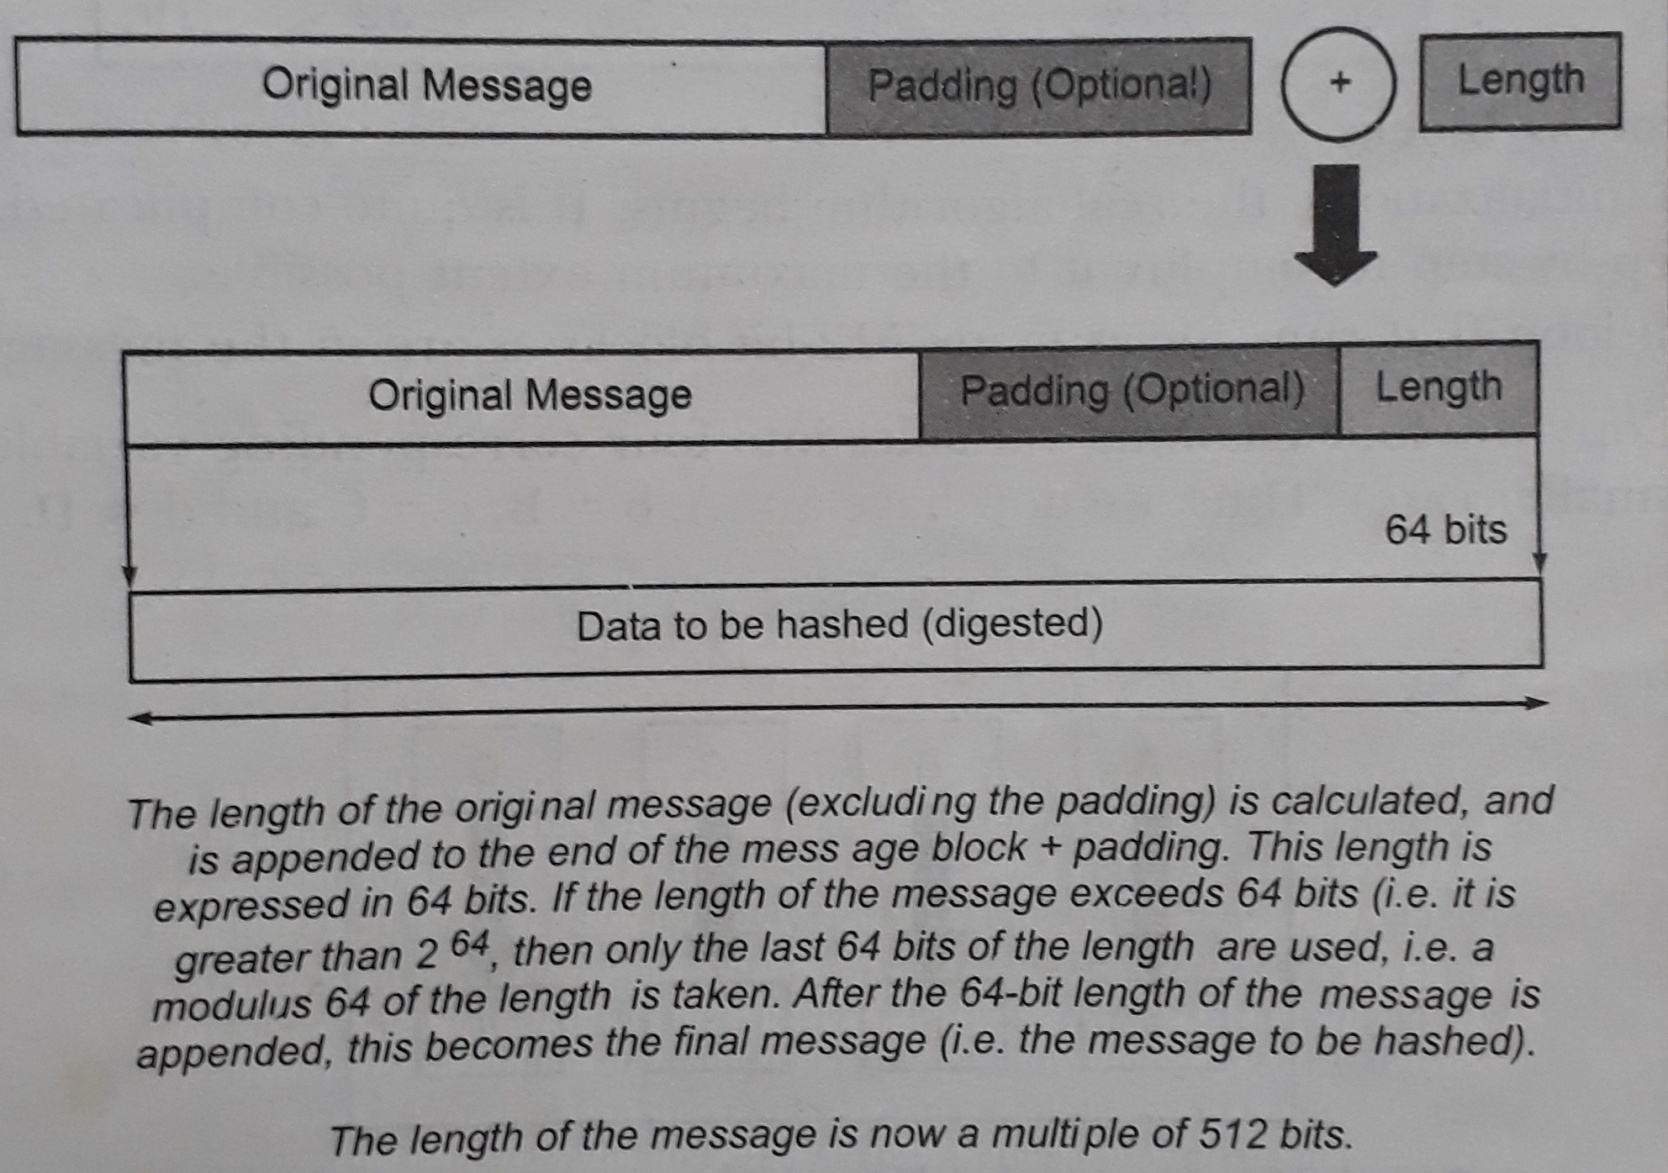 Original Message Padding (Optional) + Length
Original Message Padding (Optional) Length
64 bits
Data to be hashed (digested)
The length of the original message (excluding the padding) is calculated, and
is appended to the end of the mess age block + padding. This length is
expressed in 64 bits. If the length of the message exceeds 64 bits (i.e. it is
greater than 2 64, then only the last 64 bits of the length are used, i.e. a
modulus 64 of the length is taken. After the 64-bit length of the message is
appended, this becomes the final message (i.e. the message to be hashed).
The length of the message is now a multiple of 512 bits.